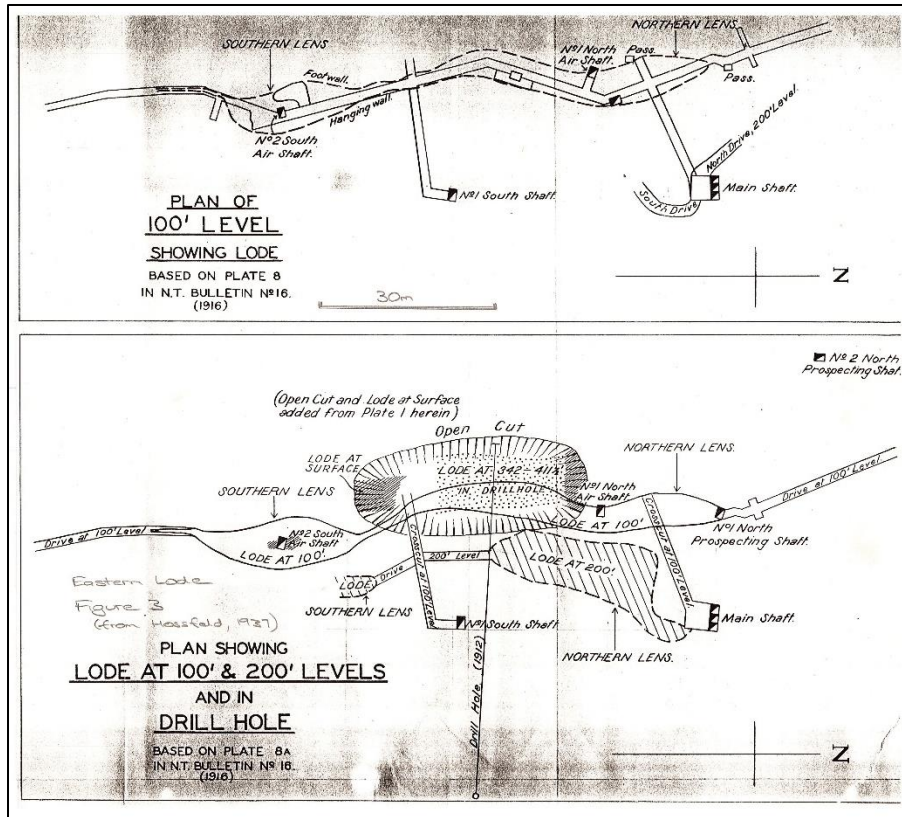 SOUTHERN LENS
NORTHERN LENS
Nº1 North
Air Shaft.
Pass.
Pass.
Footwall.
Hanging wall.
Nº2 South
Air Shaft.
Nº1 South Shaft.
North Drive, 200' Level.
South Drive
Main Shaft.
PLAN OF
100' LEVEL
SHOWING LODE
BASED ON PLATE 8
IN N.T. BULLETIN Nº16.
(1916)
30m
N
Nº 2 North
Prospecting Shaf
(Open Cut and Lode at Surface
added from Plate 1 herein)
Open Cut
LODE AT
SURFACE
LODE AT 342'-411½
IN DRILLHOLE
NORTHERN LENS.
SOUTHERN LENS
Nº1 North
Air Shaft
Drive at 100' Level.
LODE AT 100'
Nº1 North
Prospecting Shaft.
Drive at 100' Level
Nº2 South
Air Shaft
LODE AT 100'.
Crosscut at 100' Level
200' Level
Crosscut at 100' Level.
LODE AT 200'.
LODE
Drive
SOUTHERN LENS
Nº1 South Shaft.
Main Shaft.
NORTHERN LENS.
Drill Hole (1912)
Eastern Lode
Figure 3
(from Hossfeld, 1937)
PLAN SHOWING
LODE AT 100' & 200' LEVELS
AND IN
DRILL HOLE
BASED ON PLATE 8A
IN N.T. BULLETIN Nº 16.
(1916)
N